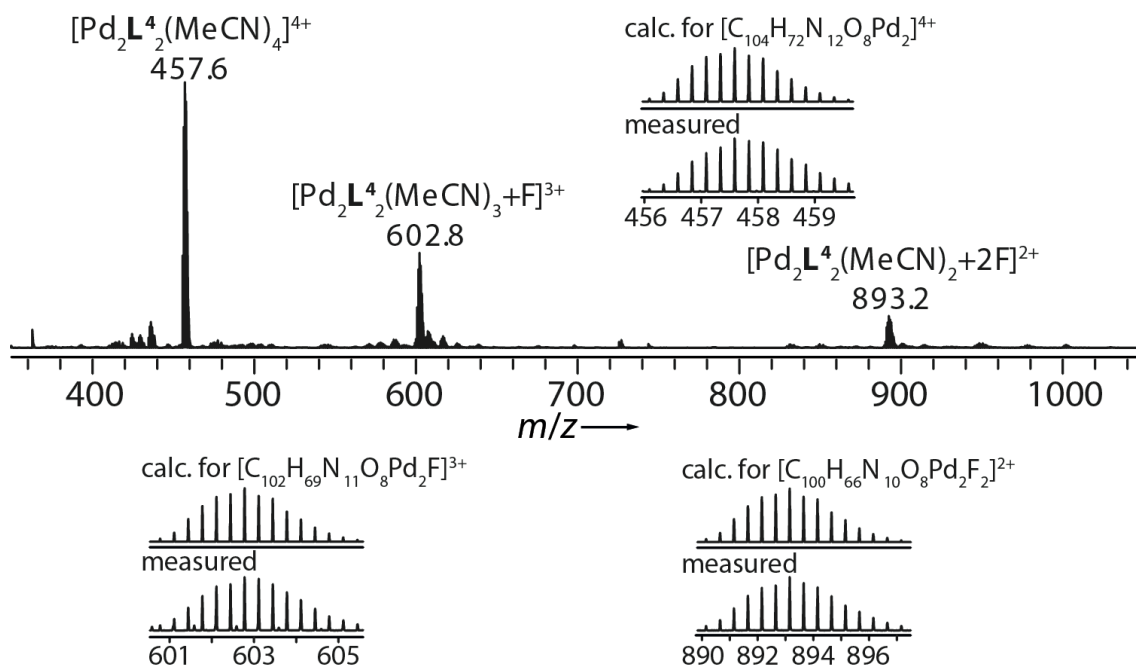 [Pd₂L⁴₂(MeCN)₄]⁴⁺
457.6
calc. for [C₁₀₄H₇₂N₁₂O₈Pd₂]⁴⁺
measured
456 457 458 459
[Pd₂L⁴₂(MeCN)₃+F]³⁺
602.8
[Pd₂L⁴₂(MeCN)₂+2F]²⁺
893.2
400 500 600 700 800 900 1000
m/z
calc. for [C₁₀₂H₆₉N₁₁O₈Pd₂F]³⁺
measured
601 603 605
calc. for [C₁₀₀H₆₆N₁₀O₈Pd₂F₂]²⁺
measured
890 892 894 896